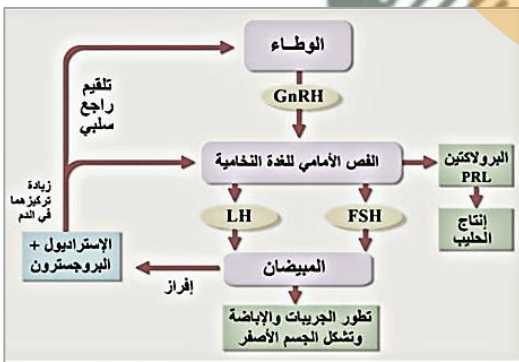 الوطـاء
GnRH
تلقيم
راجع
سلبي
الفص الأمامي للغدة النخامية
البرولاكتين
PRL
إنتاج
الحليب
زيادة
تركيزهما
في الدم
LH
FSH
الإستراديول +
البروجسترون
إفراز
المبيضان
تطور الجريبات والإباضة
وتشكل الجسم الأصفر